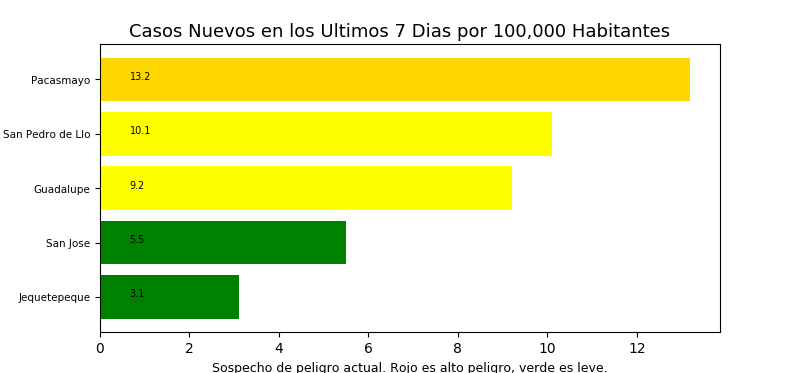 Casos Nuevos en los Ultimos 7 Dias por 100,000 Habitantes
Pacasmayo 13.2
San Pedro de Llo 10.1
Guadalupe 9.2
San Jose 5.5
Jequetepeque 3.1
0 2 4 6 8 10 12
Sospecho de peligro actual. Rojo es alto peligro, verde es leve.